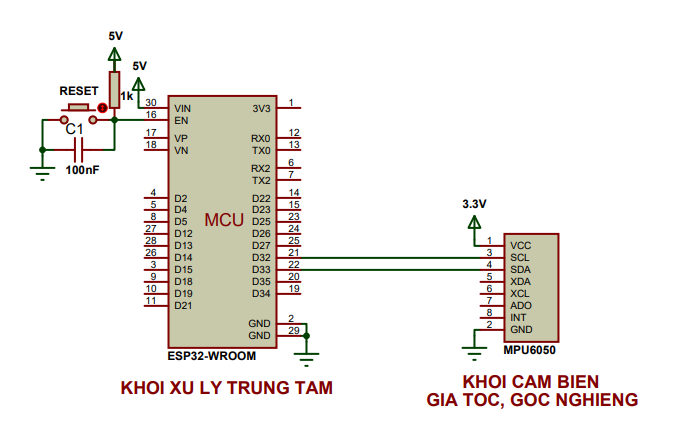 5V
5V
RESET
1k
C1
100nF
30 VIN
16 EN
17 VP
18 VN
4 D2
5 D4
8 D5
27 D12
28 D13
26 D14
3 D15
9 D18
10 D19
11 D21
MCU
3V3 1
RX0 12
TX0 13
RX2 6
TX2 7
D22 14
D23 15
D25 23
D26 24
D27 25
D32 21
D33 22
D35 20
D34 19
GND 2
GND 29
ESP32-WROOM
KHOI XU LY TRUNG TAM
3.3V
1 VCC
3 SCL
4 SDA
5 XDA
6 XCL
7 ADO
8 INT
2 GND
MPU6050
KHOI CAM BIEN
GIA TOC, GOC NGHIENG